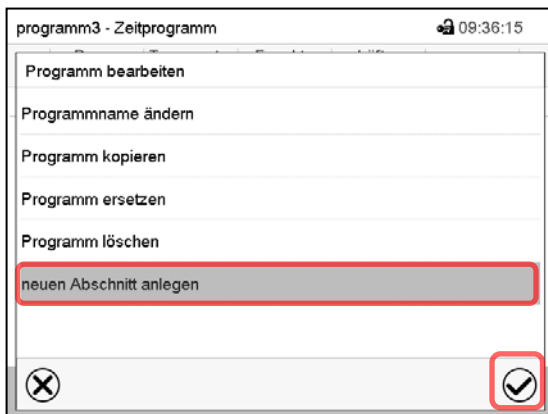 programm3 - Zeitprogramm 09:36:15
Programm bearbeiten
Programmname ändern
Programm kopieren
Programm ersetzen
Programm löschen
neuen Abschnitt anlegen